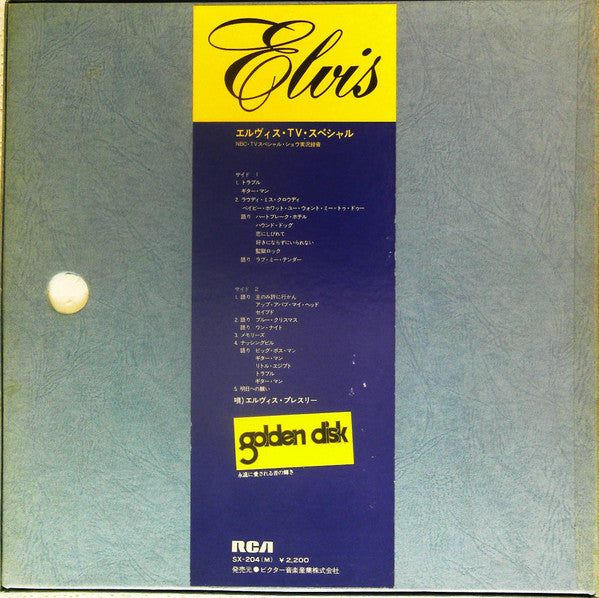 Elvis
エルヴィス・TV・スペシャル
NBC・TVスペシャル・ショウ実況録音
サイド 1
1. トラブル
ギター・マン
2. ラウディ・ミス・クロウディ
ベイビー・ホワット・ユー・ウォント・ミー・トゥ・ドゥー
語り ハートブレーク・ホテル
ハウンド・ドッグ
恋にしびれて
好きにならずにいられない
監獄ロック
語り ラブ・ミー・テンダー
サイド 2
1. 語り 主のみ許に行かん
アップ・アバブ・マイ・ヘッド
セイブド
2. 語り ブルー・クリスマス
語り ワン・ナイト
3. メモリーズ
4. ナッシングビル
語り ビッグ・ボス・マン
ギター・マン
リトル・エジプト
トラブル
ギター・マン
5. 明日への願い
唄) エルヴィス・プレスリー
golden disk
永遠に愛される音の輝き
RCA
SX-204(M) ¥2,200
発売元●ビクター音楽産業株式会社